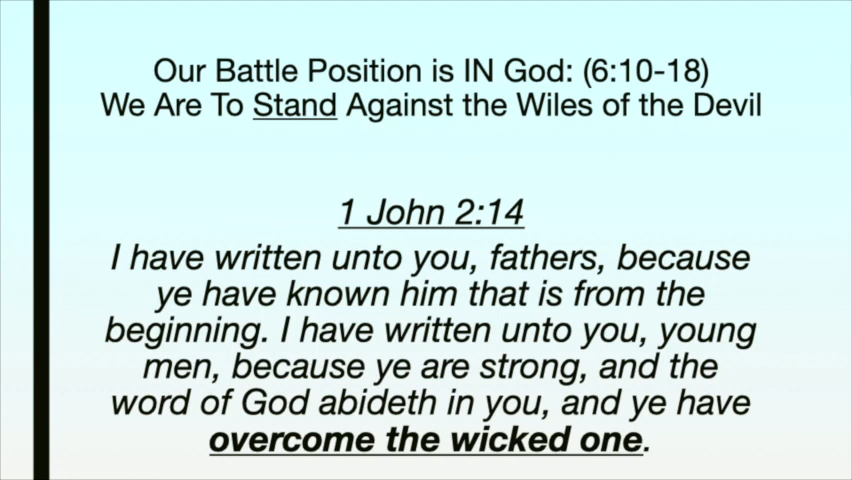 Our Battle Position is IN God: (6:10-18)
We Are To Stand Against the Wiles of the Devil
1 John 2:14
I have written unto you, fathers, because
ye have known him that is from the
beginning. I have written unto you, young
men, because ye are strong, and the
word of God abideth in you, and ye have
overcome the wicked one.